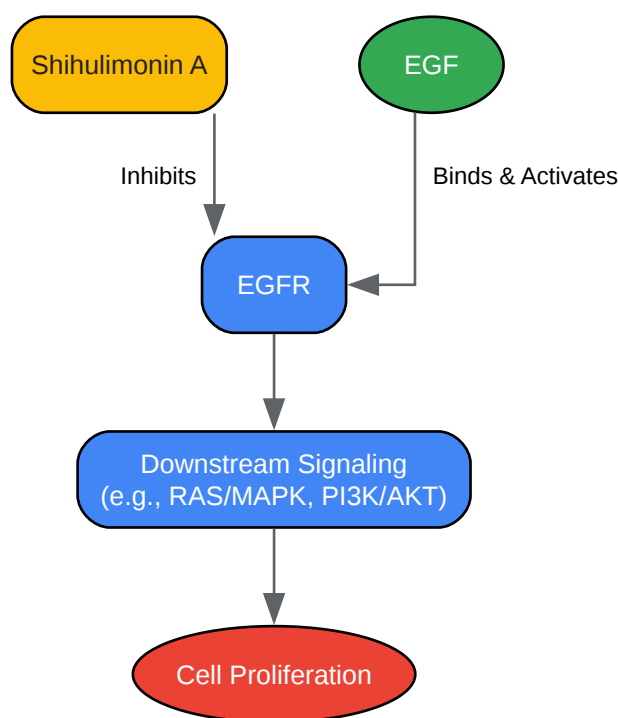 Shihulimonin A
EGF
Inhibits
Binds & Activates
EGFR
Downstream Signaling
(e.g., RAS/MAPK, PI3K/AKT)
Cell Proliferation